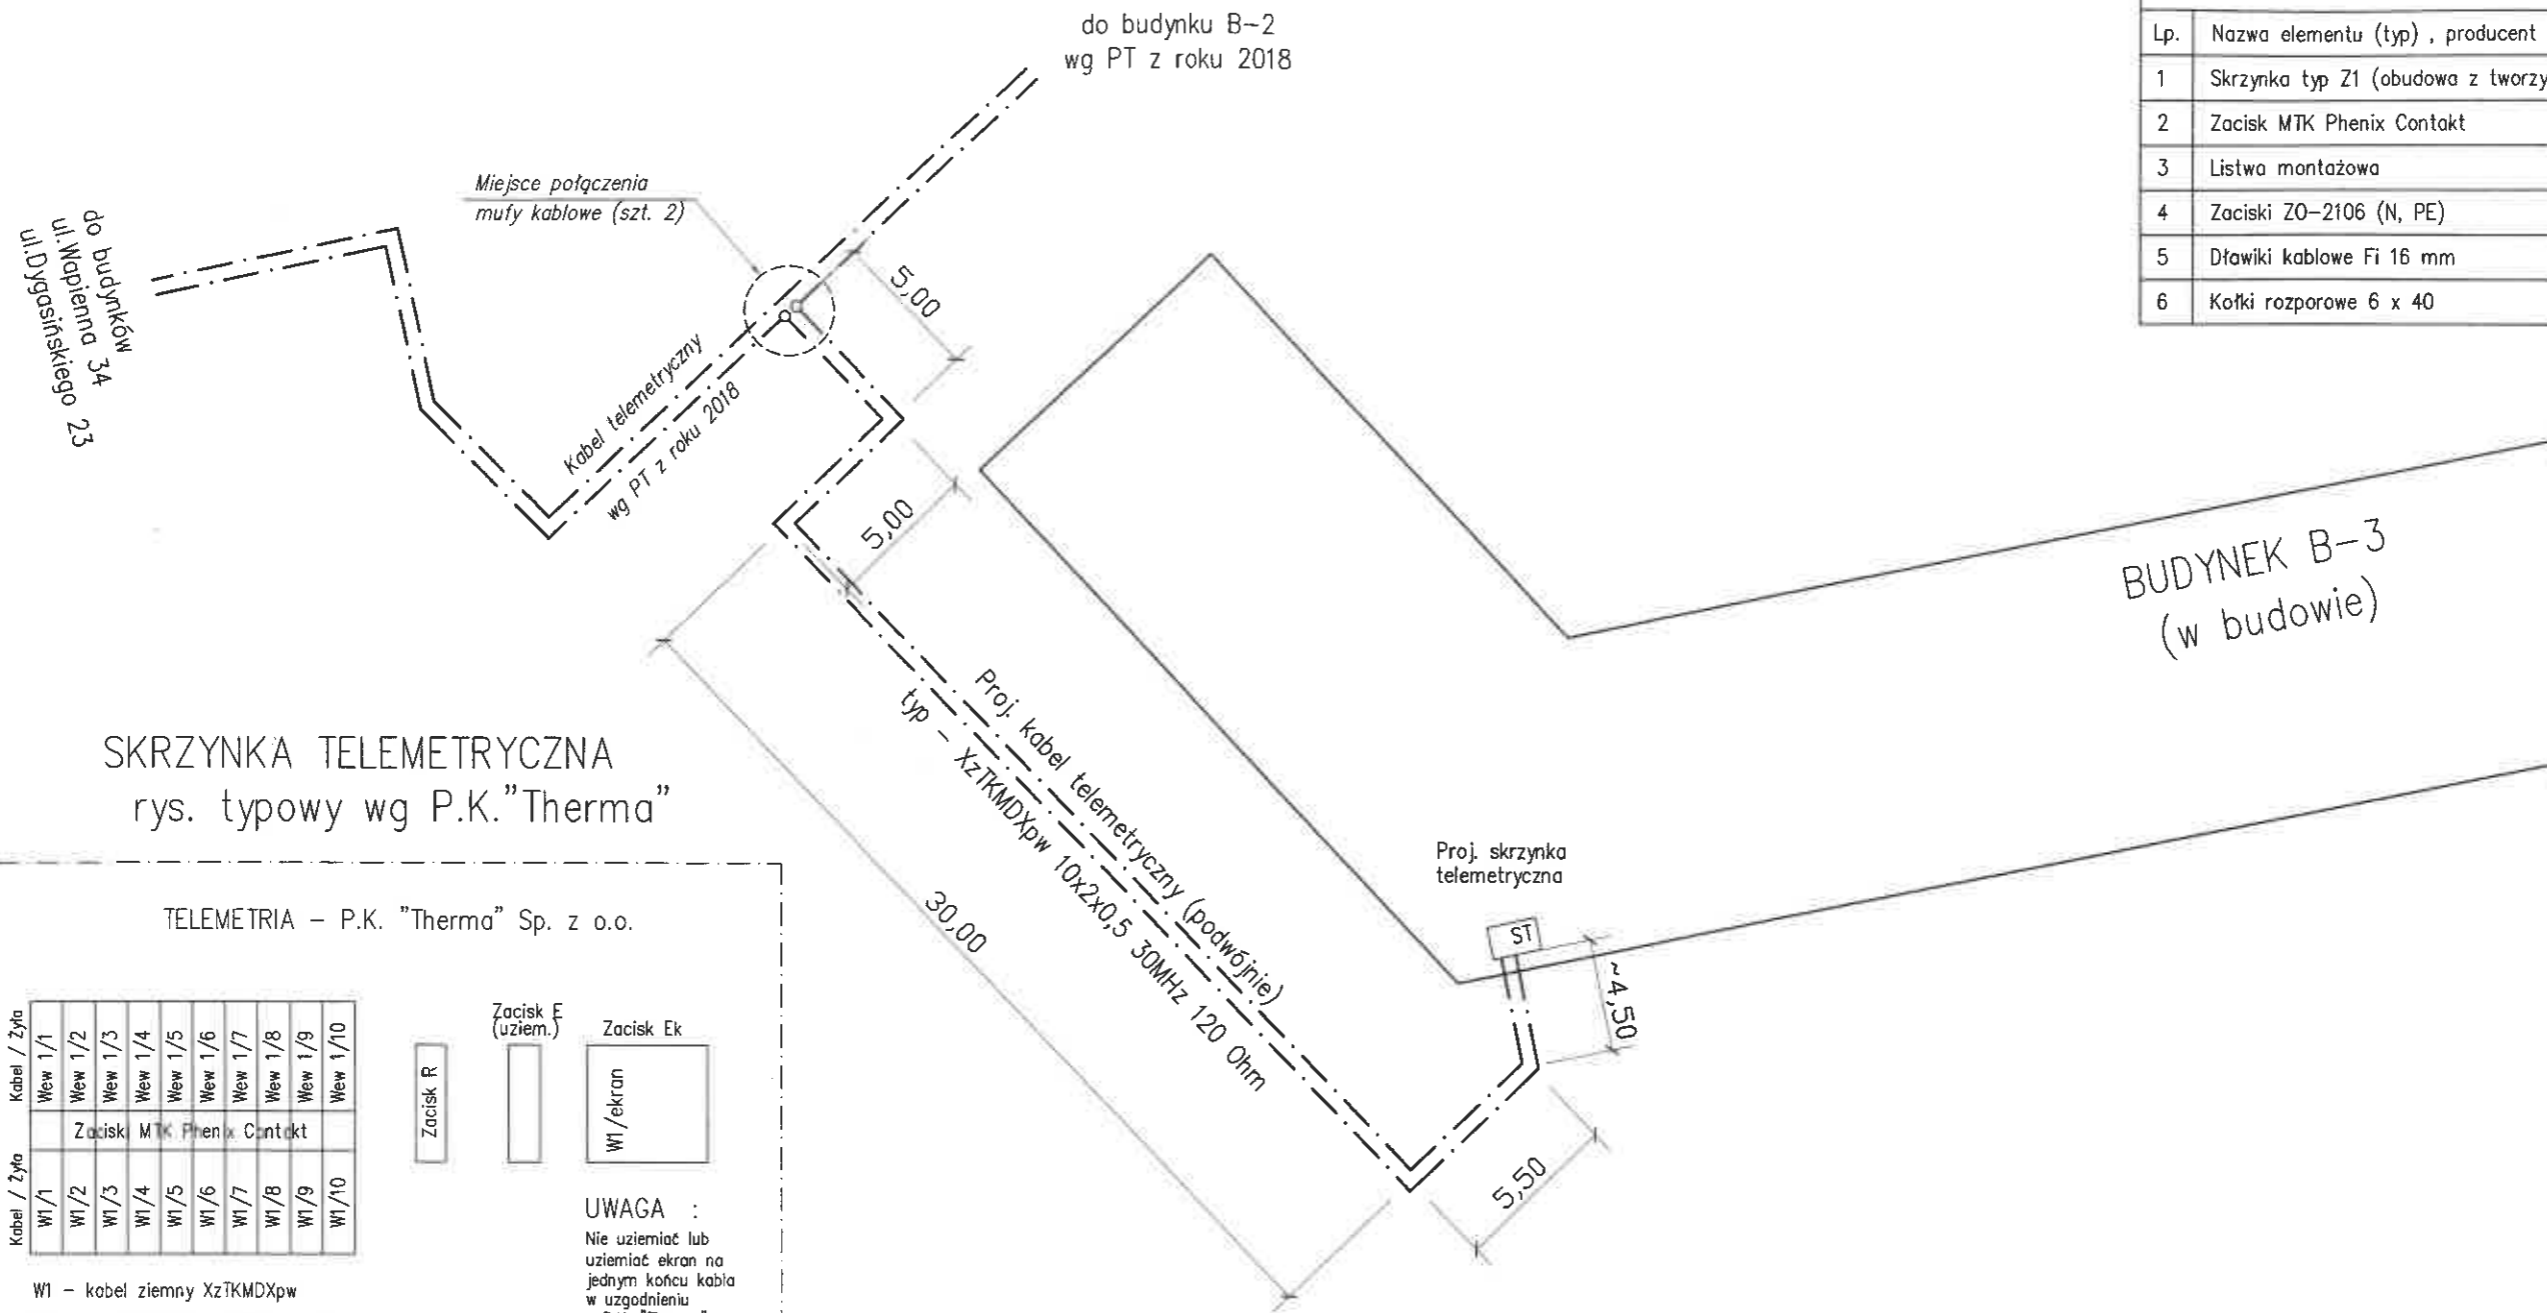 do budynku B-2
wg PT z roku 2018
Lp. Nazwa elementu (typ) , producent
1 Skrzynka typ Z1 (obudowa z tworzy
2 Zacisk MTK Phenix Contakt
3 Listwa montażowa
4 Zaciski ZO-2106 (N, PE)
5 Dławiki kablowe Fi 16 mm
6 Kołki rozporowe 6 x 40
Miejsce połączenia
mufy kablowe (szt. 2)
do budynków
ul.Wapienna 34
ul.Dygasińskiego 23
5,00
Kabel telemetryczny
wg PT z roku 2018
5,00
BUDYNEK B-3
(w budowie)
Proj. kabel telemetryczny (podwójnie)
typ - XzTKMDXpw 10x2x0,5 30MHz 120 Ohm
30,00
Proj. skrzynka
telemetryczna
ST
~4,50
5,50
SKRZYNKA TELEMETRYCZNA
rys. typowy wg P.K."Therma"
TELEMETRIA - P.K. "Therma" Sp. z o.o.
Kabel / Żyła
Wew 1/1
Wew 1/2
Wew 1/3
Wew 1/4
Wew 1/5
Wew 1/6
Wew 1/7
Wew 1/8
Wew 1/9
Wew 1/10
Zaciski MTK Phenix Contakt
Kabel / Żyła
W1/1
W1/2
W1/3
W1/4
W1/5
W1/6
W1/7
W1/8
W1/9
W1/10
Zacisk R
Zacisk E
(uziem.)
Zacisk Ek
W1/ekran
W1 - kabel ziemny XzTKMDXpw
UWAGA :
Nie uziemiać lub
uziemiać ekran na
jednym końcu kabla
w uzgodnieniu